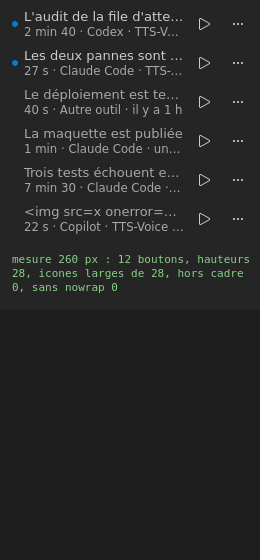 L'audit de la file d'atte...
2 min 40 · Codex · TTS-V...
Les deux pannes sont ...
27 s · Claude Code · TTS-...
Le déploiement est te...
40 s · Autre outil · il y a 1 h
La maquette est publiée
1 min · Claude Code · un...
Trois tests échouent e...
7 min 30 · Claude Code ·...
<img src=x onerror=...
22 s · Copilot · TTS-Voice ...
mesure 260 px : 12 boutons, hauteurs
28, icones larges de 28, hors cadre
0, sans nowrap 0